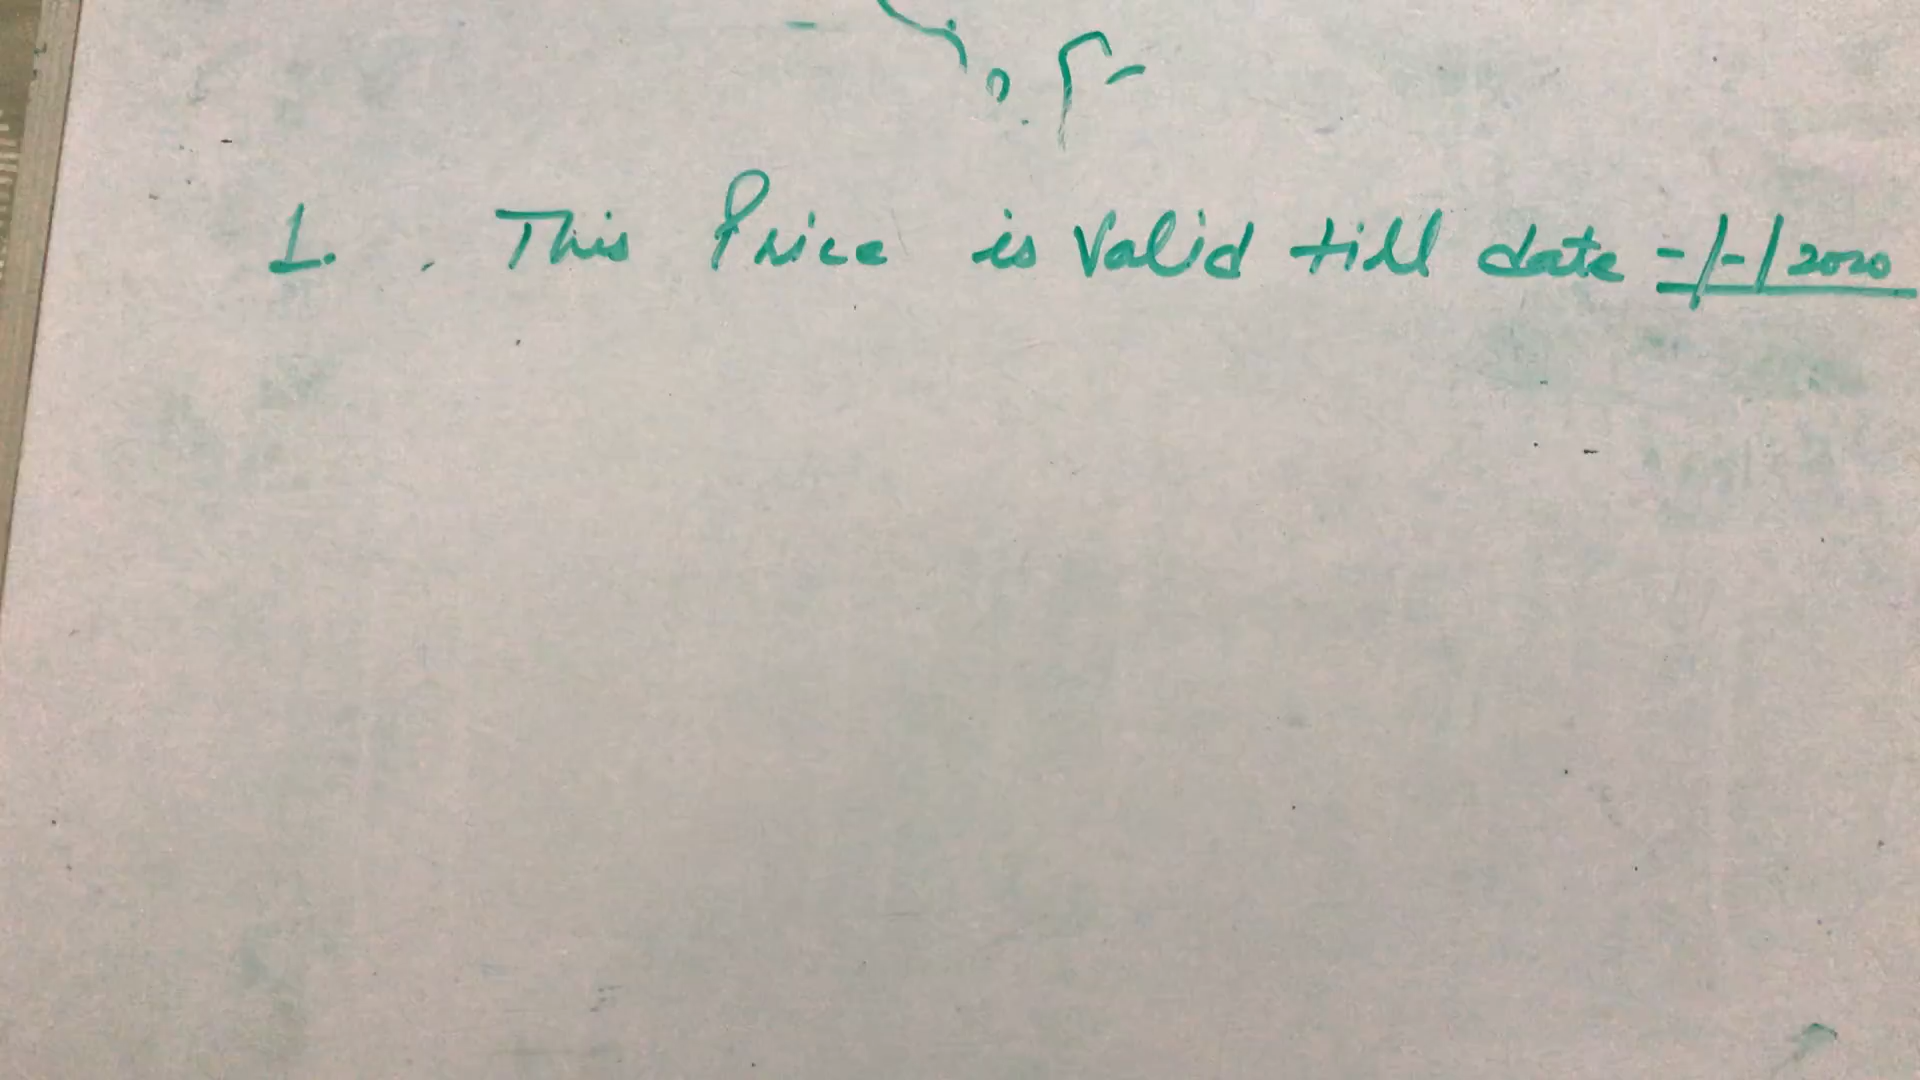 1. This Price is Valid till date -/-/2020